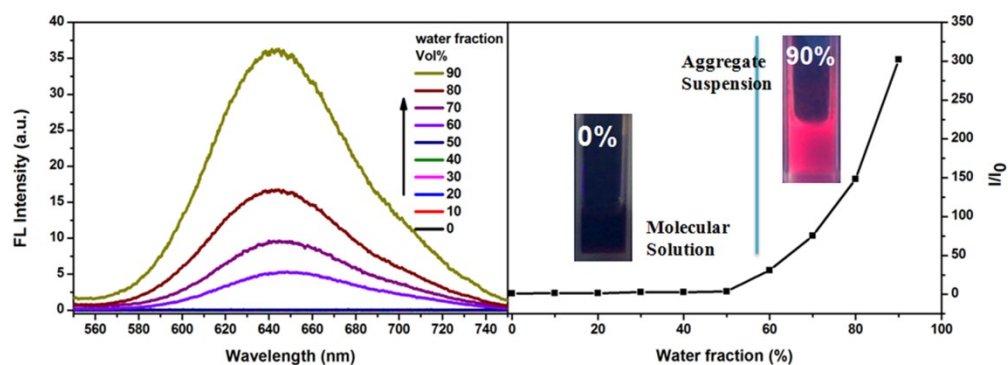 40
35
30
25
20
15
10
5
0
FL Intensity (a.u.)
560 580 600 620 640 660 680 700 720 740
Wavelength (nm)
water fraction
Vol%
90
80
70
60
50
40
30
20
10
0
0%
Molecular
Solution
Aggregate
Suspension
90%
0 20 40 60 80 100
Water fraction (%)
350
300
250
200
150
100
50
0
I/I0